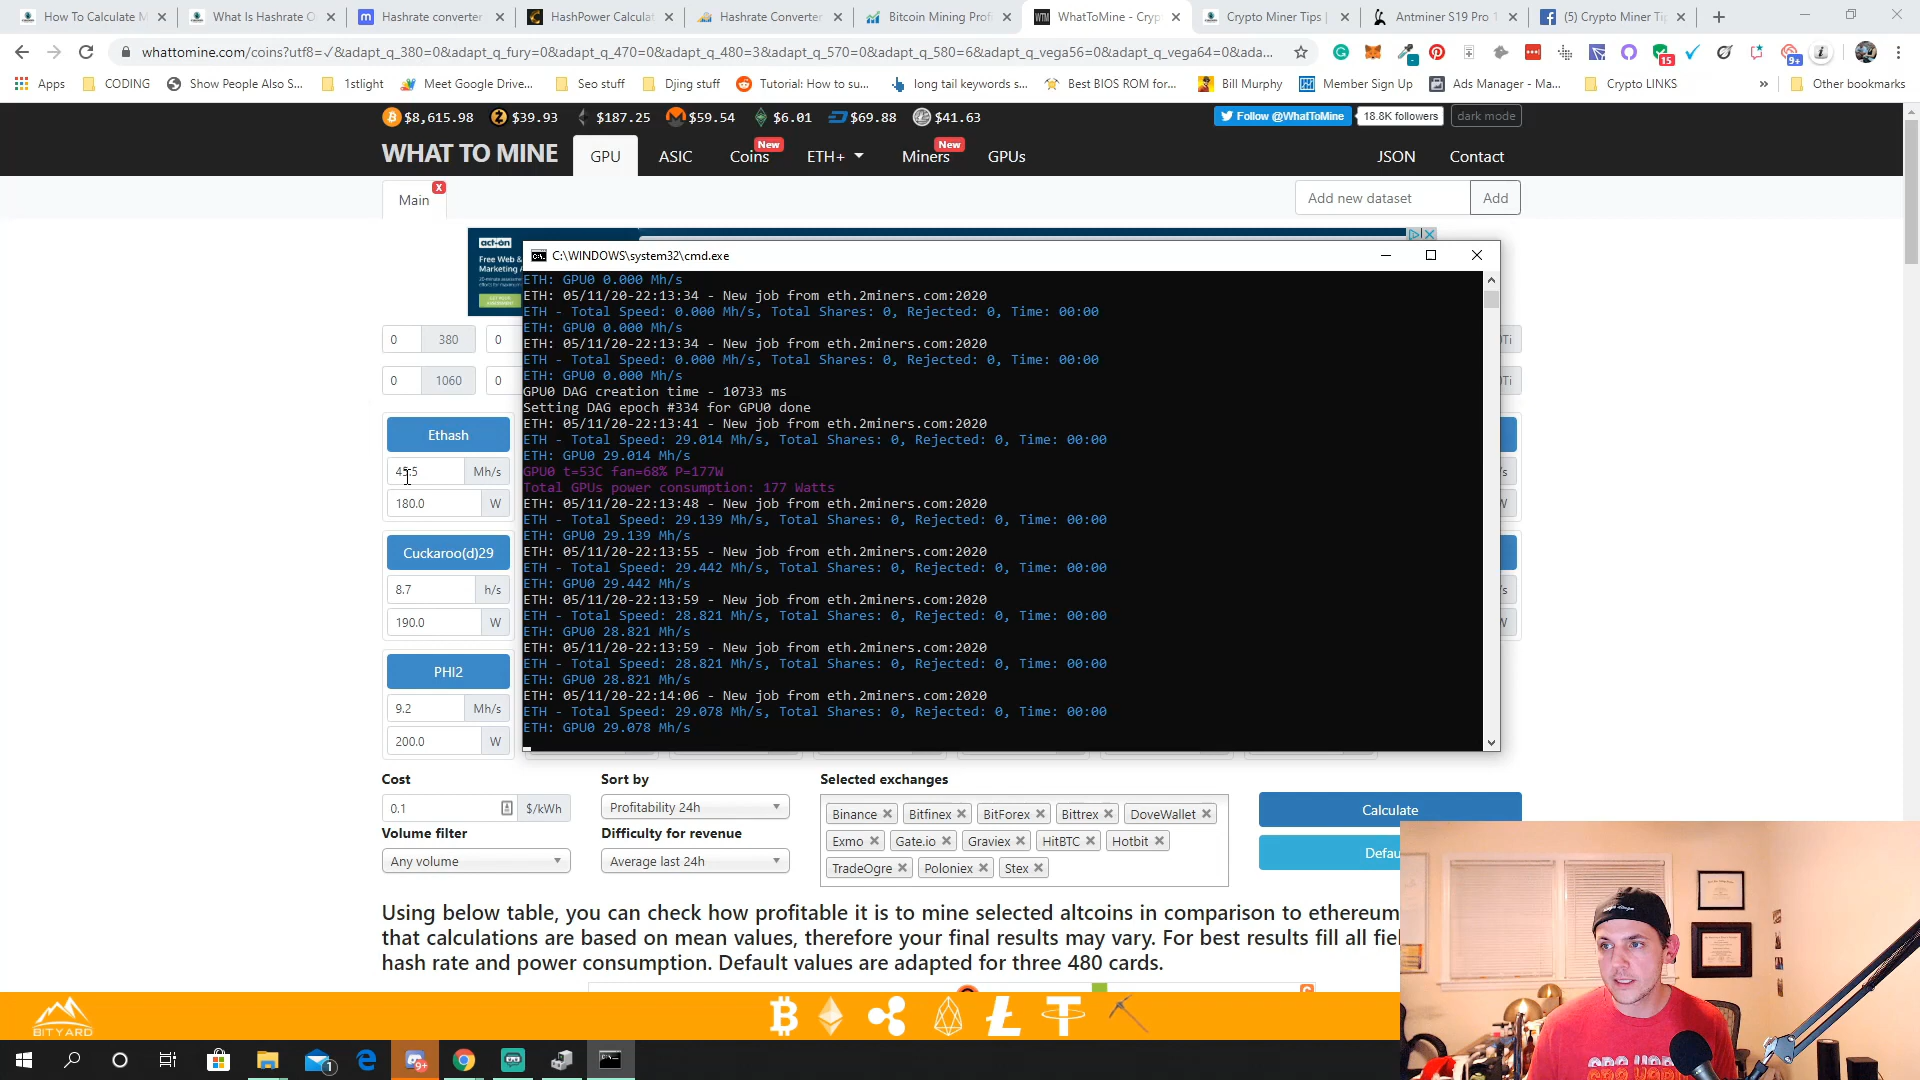 How To Calculate M
What Is Hashrate O
Hashrate converter
HashPower Calculat
Hashrate Converter
Bitcoin Mining Prof
WhatToMine - Cryp
Crypto Miner Tips |
Antminer S19 Pro 1
(5) Crypto Miner Ti
whattomine.com/coins?utf8=✓&adapt_q_380=0&adapt_q_fury=0&adapt_q_470=0&adapt_q_480=3&adapt_q_570=0&adapt_q_580=6&adapt_q_vega56=0&adapt_q_vega64=0&ada...
15
9+
Apps
CODING
Show People Also S...
1stlight
Meet Google Drive...
Seo stuff
Djing stuff
Tutorial: How to su...
long tail keywords s...
Best BIOS ROM for...
Bill Murphy
Member Sign Up
Ads Manager - Ma...
Crypto LINKS
»
Other bookmarks
$8,615.98 $39.93 $187.25 $59.54 $6.01 $69.88 $41.63
Follow @WhatToMine
18.8K followers
dark mode
WHAT TO MINE
GPU
ASIC
Coins
New
ETH+
Miners
New
GPUs
JSON
Contact
Main
x
Add new dataset
Add
act-on
Free Web &
Marketing A
C:\WINDOWS\system32\cmd.exe
ETH: GPU0 0.000 Mh/s
ETH: 05/11/20-22:13:34 - New job from eth.2miners.com:2020
ETH - Total Speed: 0.000 Mh/s, Total Shares: 0, Rejected: 0, Time: 00:00
ETH: GPU0 0.000 Mh/s
ETH: 05/11/20-22:13:34 - New job from eth.2miners.com:2020
ETH - Total Speed: 0.000 Mh/s, Total Shares: 0, Rejected: 0, Time: 00:00
ETH: GPU0 0.000 Mh/s
GPU0 DAG creation time - 10733 ms
Setting DAG epoch #334 for GPU0 done
ETH: 05/11/20-22:13:41 - New job from eth.2miners.com:2020
ETH - Total Speed: 29.014 Mh/s, Total Shares: 0, Rejected: 0, Time: 00:00
ETH: GPU0 29.014 Mh/s
GPU0 t=53C fan=68% P=177W
Total GPUs power consumption: 177 Watts
ETH: 05/11/20-22:13:48 - New job from eth.2miners.com:2020
ETH - Total Speed: 29.139 Mh/s, Total Shares: 0, Rejected: 0, Time: 00:00
ETH: GPU0 29.139 Mh/s
ETH: 05/11/20-22:13:55 - New job from eth.2miners.com:2020
ETH - Total Speed: 29.442 Mh/s, Total Shares: 0, Rejected: 0, Time: 00:00
ETH: GPU0 29.442 Mh/s
ETH: 05/11/20-22:13:59 - New job from eth.2miners.com:2020
ETH - Total Speed: 28.821 Mh/s, Total Shares: 0, Rejected: 0, Time: 00:00
ETH: GPU0 28.821 Mh/s
ETH: 05/11/20-22:13:59 - New job from eth.2miners.com:2020
ETH - Total Speed: 28.821 Mh/s, Total Shares: 0, Rejected: 0, Time: 00:00
ETH: GPU0 28.821 Mh/s
ETH: 05/11/20-22:14:06 - New job from eth.2miners.com:2020
ETH - Total Speed: 29.078 Mh/s, Total Shares: 0, Rejected: 0, Time: 00:00
ETH: GPU0 29.078 Mh/s
0 380 0
0Ti
0 1060 0
0Ti
Ethash
45.5 Mh/s
180.0 W
Cuckaroo(d)29
8.7 h/s
190.0 W
PHI2
9.2 Mh/s
200.0 W
Cost
0.1 $/kWh
Volume filter
Any volume
Sort by
Profitability 24h
Difficulty for revenue
Average last 24h
Selected exchanges
Binance Bitfinex BitForex Bittrex DoveWallet
Exmo Gate.io Graviex HitBTC Hotbit
TradeOgre Poloniex Stex
Calculate
Defau
Using below table, you can check how profitable it is to mine selected altcoins in comparison to ethereum
that calculations are based on mean values, therefore your final results may vary. For best results fill all fiel
hash rate and power consumption. Default values are adapted for three 480 cards.
BITYARD
1
9+